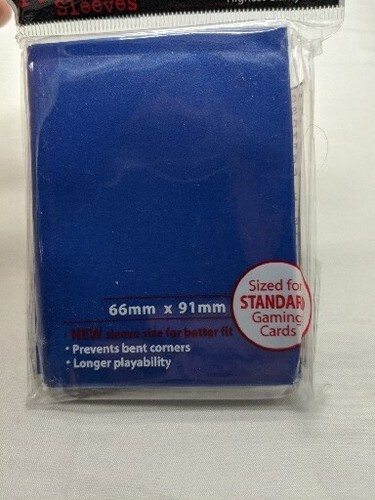 Sleeves
66mm x 91mm
• NEW sleeve size for better fit
• Prevents bent corners
• Longer playability
Sized for
STANDARD
Gaming
Cards